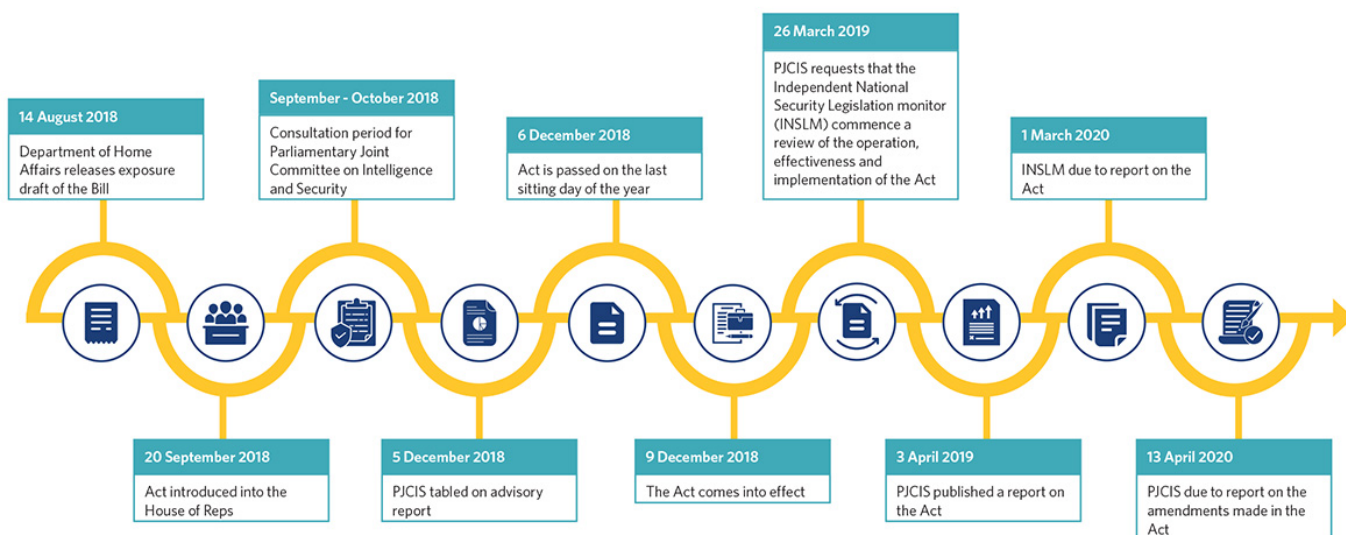 14 August 2018
Department of Home
Affairs releases exposure
draft of the Bill
20 September 2018
Act introduced into the
House of Reps
September - October 2018
Consultation period for
Parliamentary Joint
Committee on Intelligence
and Security
5 December 2018
PJCIS tabled on advisory
report
6 December 2018
Act is passed on the last
sitting day of the year
9 December 2018
The Act comes into effect
26 March 2019
PJCIS requests that the
Independent National
Security Legislation monitor
(INSLM) commence a
review of the operation,
effectiveness and
implementation of the Act
3 April 2019
PJCIS published a report on
the Act
1 March 2020
INSLM due to report on the
Act
13 April 2020
PJCIS due to report on the
amendments made in the
Act